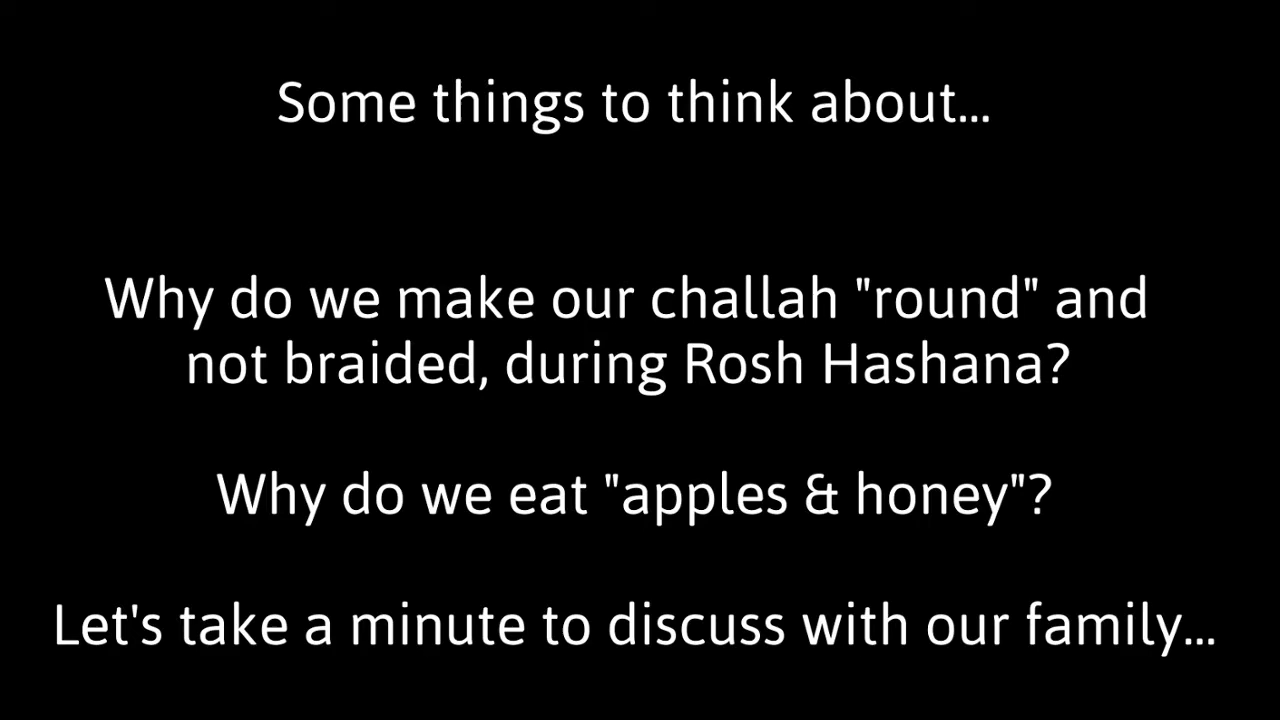 Some things to think about...
Why do we make our challah "round" and
not braided, during Rosh Hashana?
Why do we eat "apples & honey"?
Let's take a minute to discuss with our family...